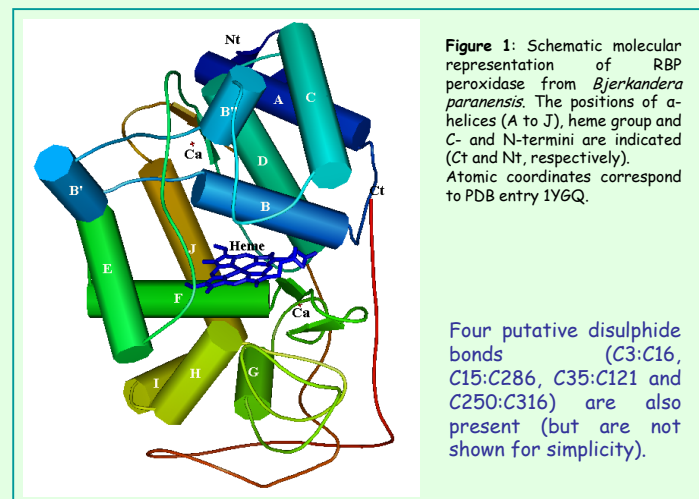 Nt
A
C
B"
Ca
D
B'
B
Ct
Heme
E
J
F
Ca
I
H
G
Figure 1: Schematic molecular
representation of RBP
peroxidase from Bjerkandera
paranensis. The positions of a-
helices (A to J), heme group and
C- and N-termini are indicated
(Ct and Nt, respectively).
Atomic coordinates correspond
to PDB entry 1YGQ.
Four putative disulphide
bonds (C3:C16,
C15:C286, C35:C121 and
C250:C316) are also
present (but are not
shown for simplicity).